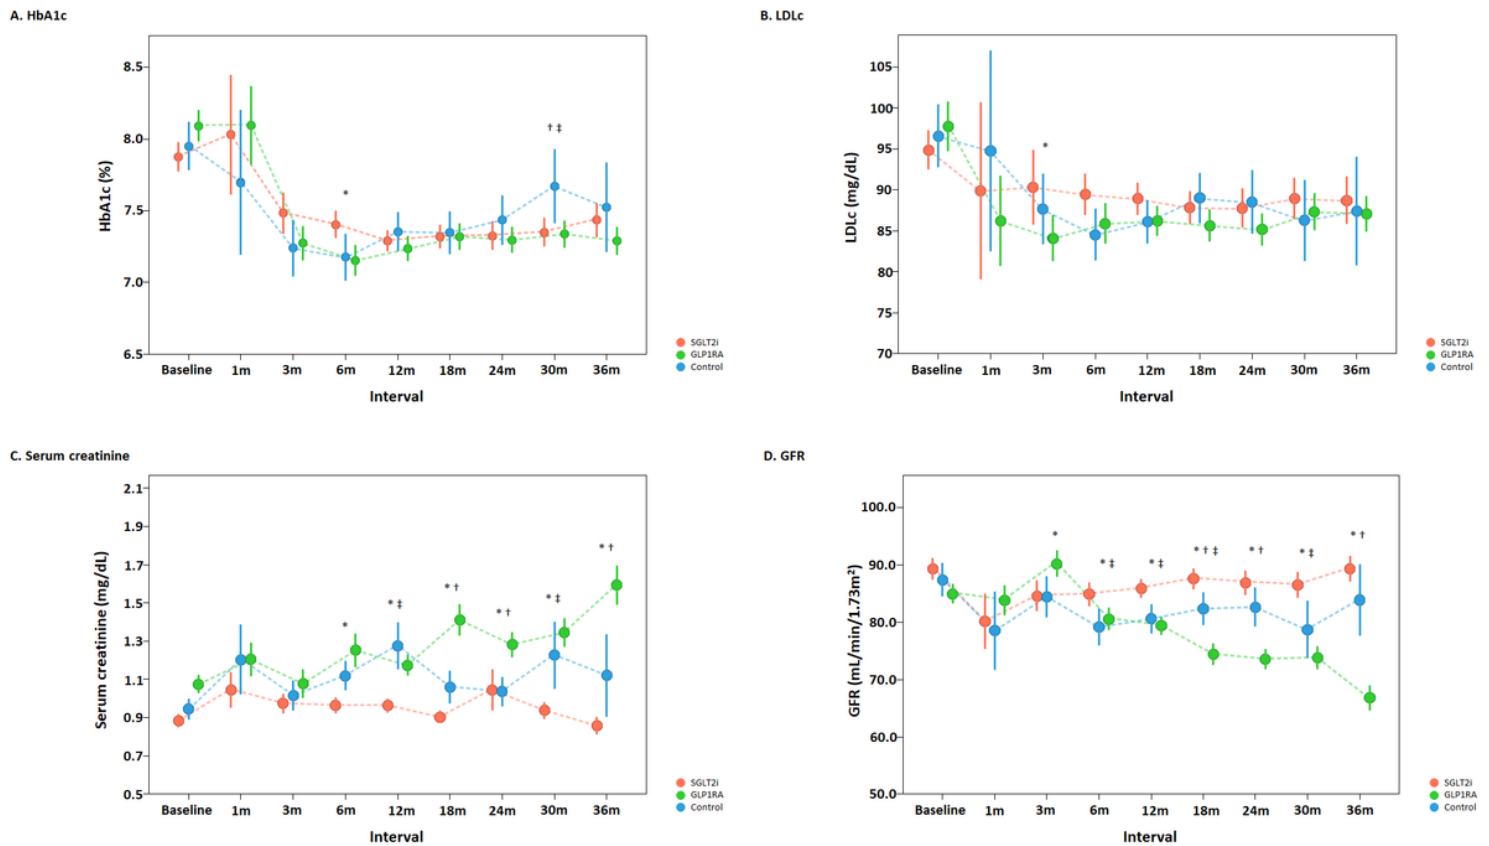 A. HbA1c
8.5
8.0
7.5
7.0
6.5
HbA1c (%)
*
† ‡
Baseline 1m 3m 6m 12m 18m 24m 30m 36m
Interval
SGLT2i
GLP1RA
Control
B. LDLc
105
100
95
90
85
80
75
70
LDLc (mg/dL)
*
Baseline 1m 3m 6m 12m 18m 24m 30m 36m
Interval
SGLT2i
GLP1RA
Control
C. Serum creatinine
2.1
1.9
1.7
1.5
1.3
1.1
0.9
0.7
0.5
Serum creatinine (mg/dL)
*
* ‡
* †
* †
* ‡
* †
Baseline 1m 3m 6m 12m 18m 24m 30m 36m
Interval
SGLT2i
GLP1RA
Control
D. GFR
100.0
90.0
80.0
70.0
60.0
50.0
GFR (mL/min/1.73m²)
*
* ‡
* ‡
* † ‡
* †
* ‡
* †
Baseline 1m 3m 6m 12m 18m 24m 30m 36m
Interval
SGLT2i
GLP1RA
Control